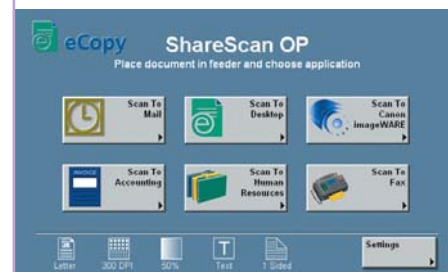 eCopy
ShareScan OP
Place document in feeder and choose application
Scan To
Mail
Scan To
Desktop
Scan To
Canon
imageWARE
INVOICE
Scan To
Accounting
Scan To
Human
Resources
Scan To
Fax
Letter
300 DPI
50%
T
Text
1 Sided
Settings